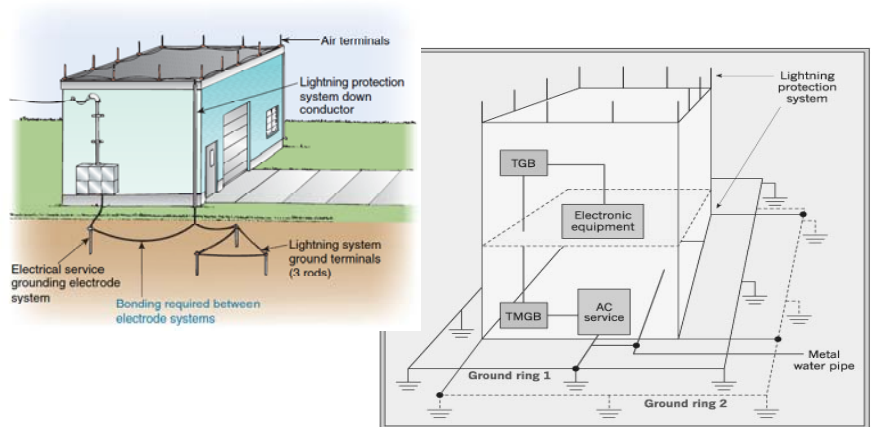 Air terminals
Lightning protection
system down
conductor
Lightning system
ground terminals
(3 rods)
Electrical service
grounding electrode
system
Bonding required between
electrode systems
Lightning
protection
system
TGB
Electronic
equipment
TMGB
AC
service
Metal
water pipe
Ground ring 1
Ground ring 2